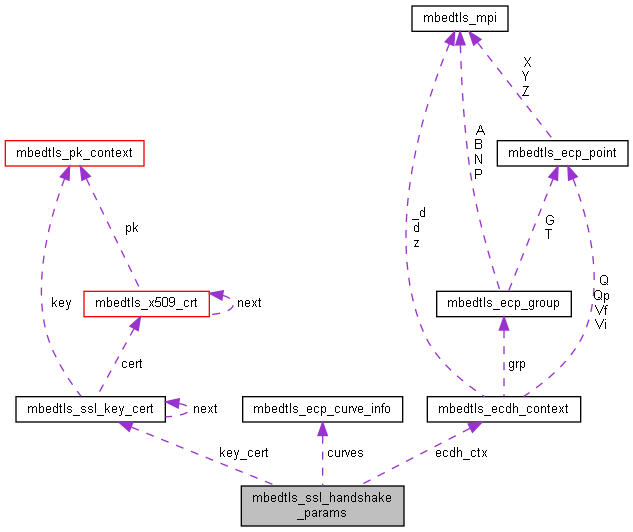 mbedtls_mpi
X
Y
Z
A
B
N
P
mbedtls_pk_context
mbedtls_ecp_point
_d
d
z
pk
G
T
key
mbedtls_x509_crt
next
mbedtls_ecp_group
Q
Qp
Vf
Vi
cert
grp
mbedtls_ssl_key_cert
next
mbedtls_ecp_curve_info
mbedtls_ecdh_context
key_cert
curves
ecdh_ctx
mbedtls_ssl_handshake
_params